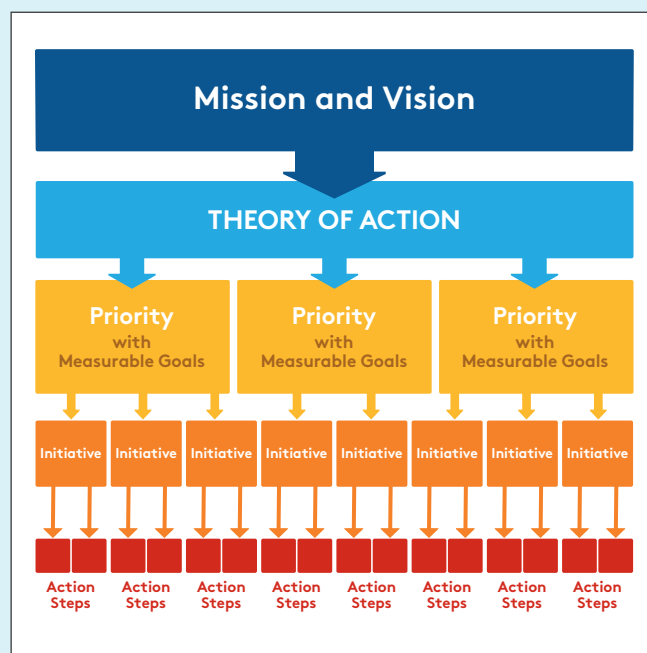 Mission and Vision
THEORY OF ACTION
Priority
with
Measurable Goals
Priority
with
Measurable Goals
Priority
with
Measurable Goals
Initiative
Initiative
Initiative
Initiative
Initiative
Initiative
Initiative
Initiative
Action
Steps
Action
Steps
Action
Steps
Action
Steps
Action
Steps
Action
Steps
Action
Steps
Action
Steps